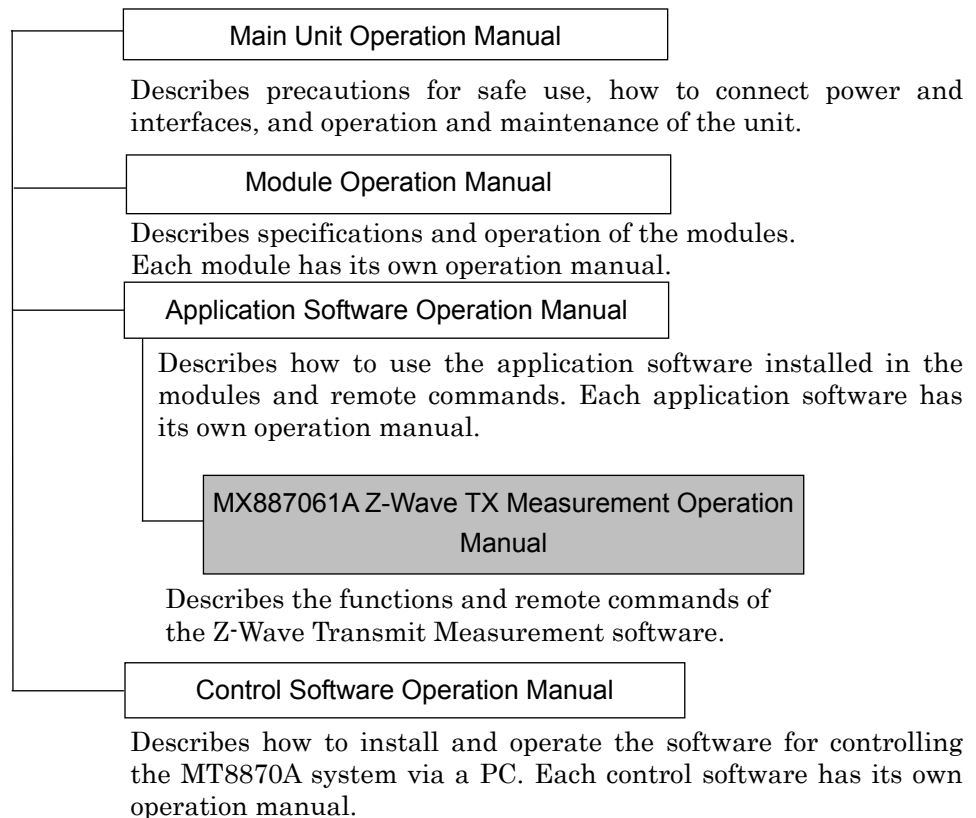 Main Unit Operation Manual
Describes precautions for safe use, how to connect power and
interfaces, and operation and maintenance of the unit.
Module Operation Manual
Describes specifications and operation of the modules.
Each module has its own operation manual.
Application Software Operation Manual
Describes how to use the application software installed in the
modules and remote commands. Each application software has
its own operation manual.
MX887061A Z-Wave TX Measurement Operation
Manual
Describes the functions and remote commands of
the Z-Wave Transmit Measurement software.
Control Software Operation Manual
Describes how to install and operate the software for controlling
the MT8870A system via a PC. Each control software has its own
operation manual.